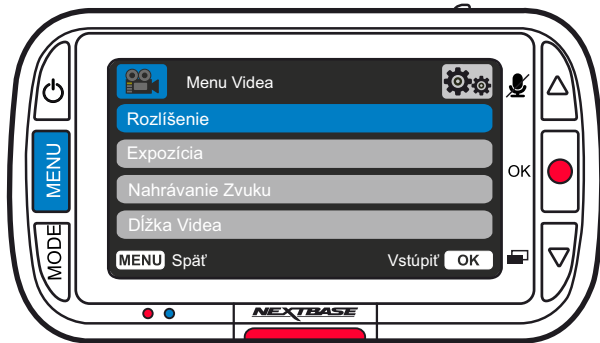 Menu Videa
Rozlíšenie
Expozícia
Nahrávanie Zvuku
Dĺžka Videa
MENU Späť Vstúpiť OK
MENU
MODE
OK
NEXTBASE